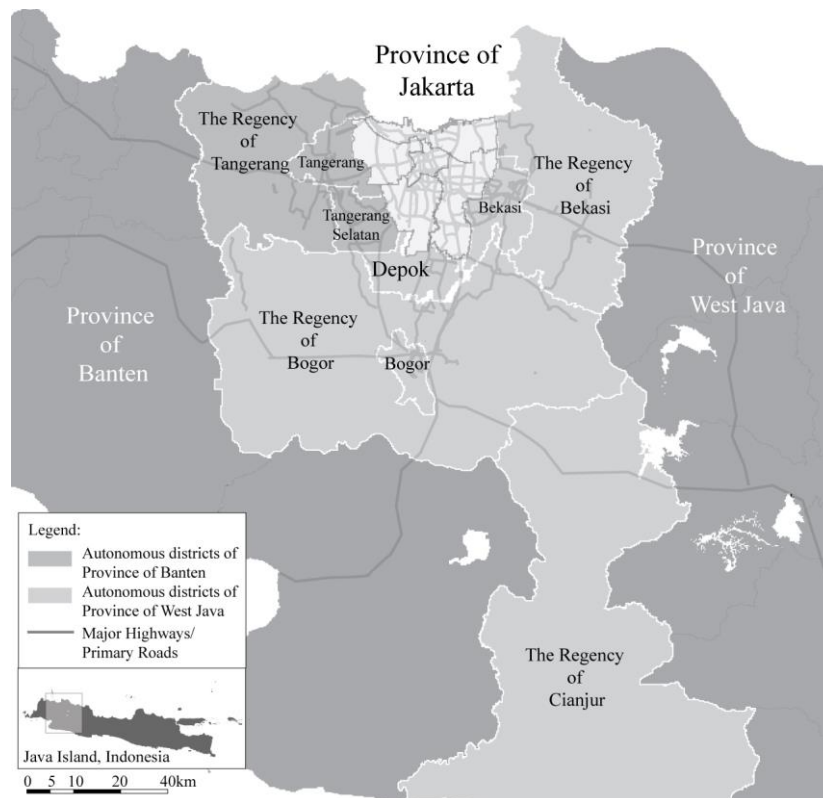 Province of
Jakarta
The Regency
of
Tangerang
Tangerang
The Regency
of
Bekasi
Tangerang
Selatan
Bekasi
Depok
Province
of
West Java
Province
of
Banten
The Regency
of
Bogor
Bogor
Legend:
Autonomous districts of
Province of Banten
Autonomous districts of
Province of West Java
Major Highways/
Primary Roads
The Regency
of
Cianjur
Java Island, Indonesia
0 5 10 20 40km